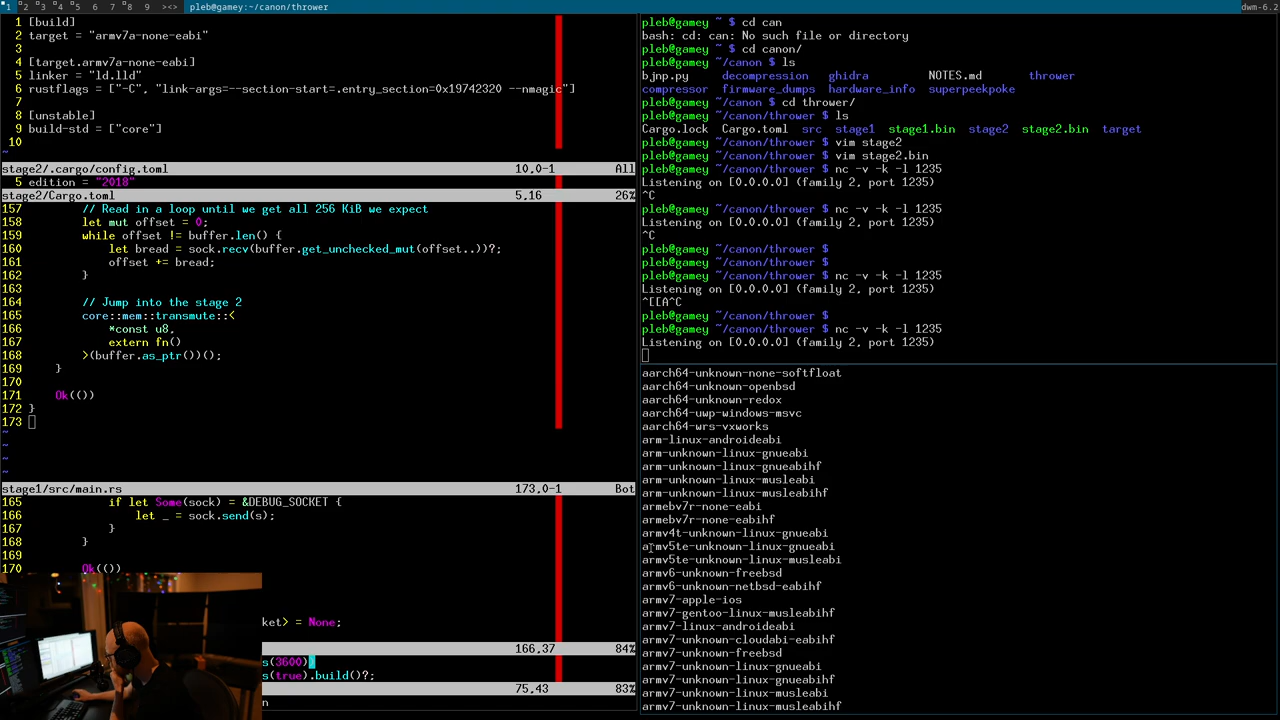 1 2 3 4 5 6 7 8 9 ><> pleb@gamey:~/canon/thrower dwm-6.2
1 [build]
2 target = "armv7a-none-eabi"
3
4 [target.armv7a-none-eabi]
5 linker = "ld.lld"
6 rustflags = ["-C", "link-args=--section-start=.entry_section=0x19742320 --nmagic"]
7
8 [unstable]
9 build-std = ["core"]
10
~
stage2/.cargo/config.toml 10,0-1 All
5 edition = "2018"
stage2/Cargo.toml 5,16 26%
157 // Read in a loop until we get all 256 KiB we expect
158 let mut offset = 0;
159 while offset != buffer.len() {
160 let bread = sock.recv(buffer.get_unchecked_mut(offset..))?;
161 offset += bread;
162 }
163
164 // Jump into the stage 2
165 core::mem::transmute::<
166 *const u8,
167 extern fn()
168 >(buffer.as_ptr())();
169 }
170
171 Ok(())
172 }
173
~
~
~
~
stage1/src/main.rs 173,0-1 Bot
165 if let Some(sock) = &DEBUG_SOCKET {
166 let _ = sock.send(s);
167 }
168 }
169
170 Ok(())
ket> = None;
166,37 84%
s(3600))
s(true).build()?;
75,43 83%
n
pleb@gamey ~ $ cd can
bash: cd: can: No such file or directory
pleb@gamey ~ $ cd canon/
pleb@gamey ~/canon $ ls
bjnp.py decompression ghidra NOTES.md thrower
compressor firmware_dumps hardware_info superpeekpoke
pleb@gamey ~/canon $ cd thrower/
pleb@gamey ~/canon/thrower $ ls
Cargo.lock Cargo.toml src stage1 stage1.bin stage2 stage2.bin target
pleb@gamey ~/canon/thrower $ vim stage2
pleb@gamey ~/canon/thrower $ vim stage2.bin
pleb@gamey ~/canon/thrower $ nc -v -k -l 1235
Listening on [0.0.0.0] (family 2, port 1235)
^C
pleb@gamey ~/canon/thrower $ nc -v -k -l 1235
Listening on [0.0.0.0] (family 2, port 1235)
^C
pleb@gamey ~/canon/thrower $
pleb@gamey ~/canon/thrower $
pleb@gamey ~/canon/thrower $ nc -v -k -l 1235
Listening on [0.0.0.0] (family 2, port 1235)
^[[A^C
pleb@gamey ~/canon/thrower $
pleb@gamey ~/canon/thrower $ nc -v -k -l 1235
Listening on [0.0.0.0] (family 2, port 1235)
aarch64-unknown-none-softfloat
aarch64-unknown-openbsd
aarch64-unknown-redox
aarch64-uwp-windows-msvc
aarch64-wrs-vxworks
arm-linux-androideabi
arm-unknown-linux-gnueabi
arm-unknown-linux-gnueabihf
arm-unknown-linux-musleabi
arm-unknown-linux-musleabihf
armebv7r-none-eabi
armebv7r-none-eabihf
armv4t-unknown-linux-gnueabi
armv5te-unknown-linux-gnueabi
armv5te-unknown-linux-musleabi
armv6-unknown-freebsd
armv6-unknown-netbsd-eabihf
armv7-apple-ios
armv7-gentoo-linux-musleabihf
armv7-linux-androideabi
armv7-unknown-cloudabi-eabihf
armv7-unknown-freebsd
armv7-unknown-linux-gnueabi
armv7-unknown-linux-gnueabihf
armv7-unknown-linux-musleabi
armv7-unknown-linux-musleabihf